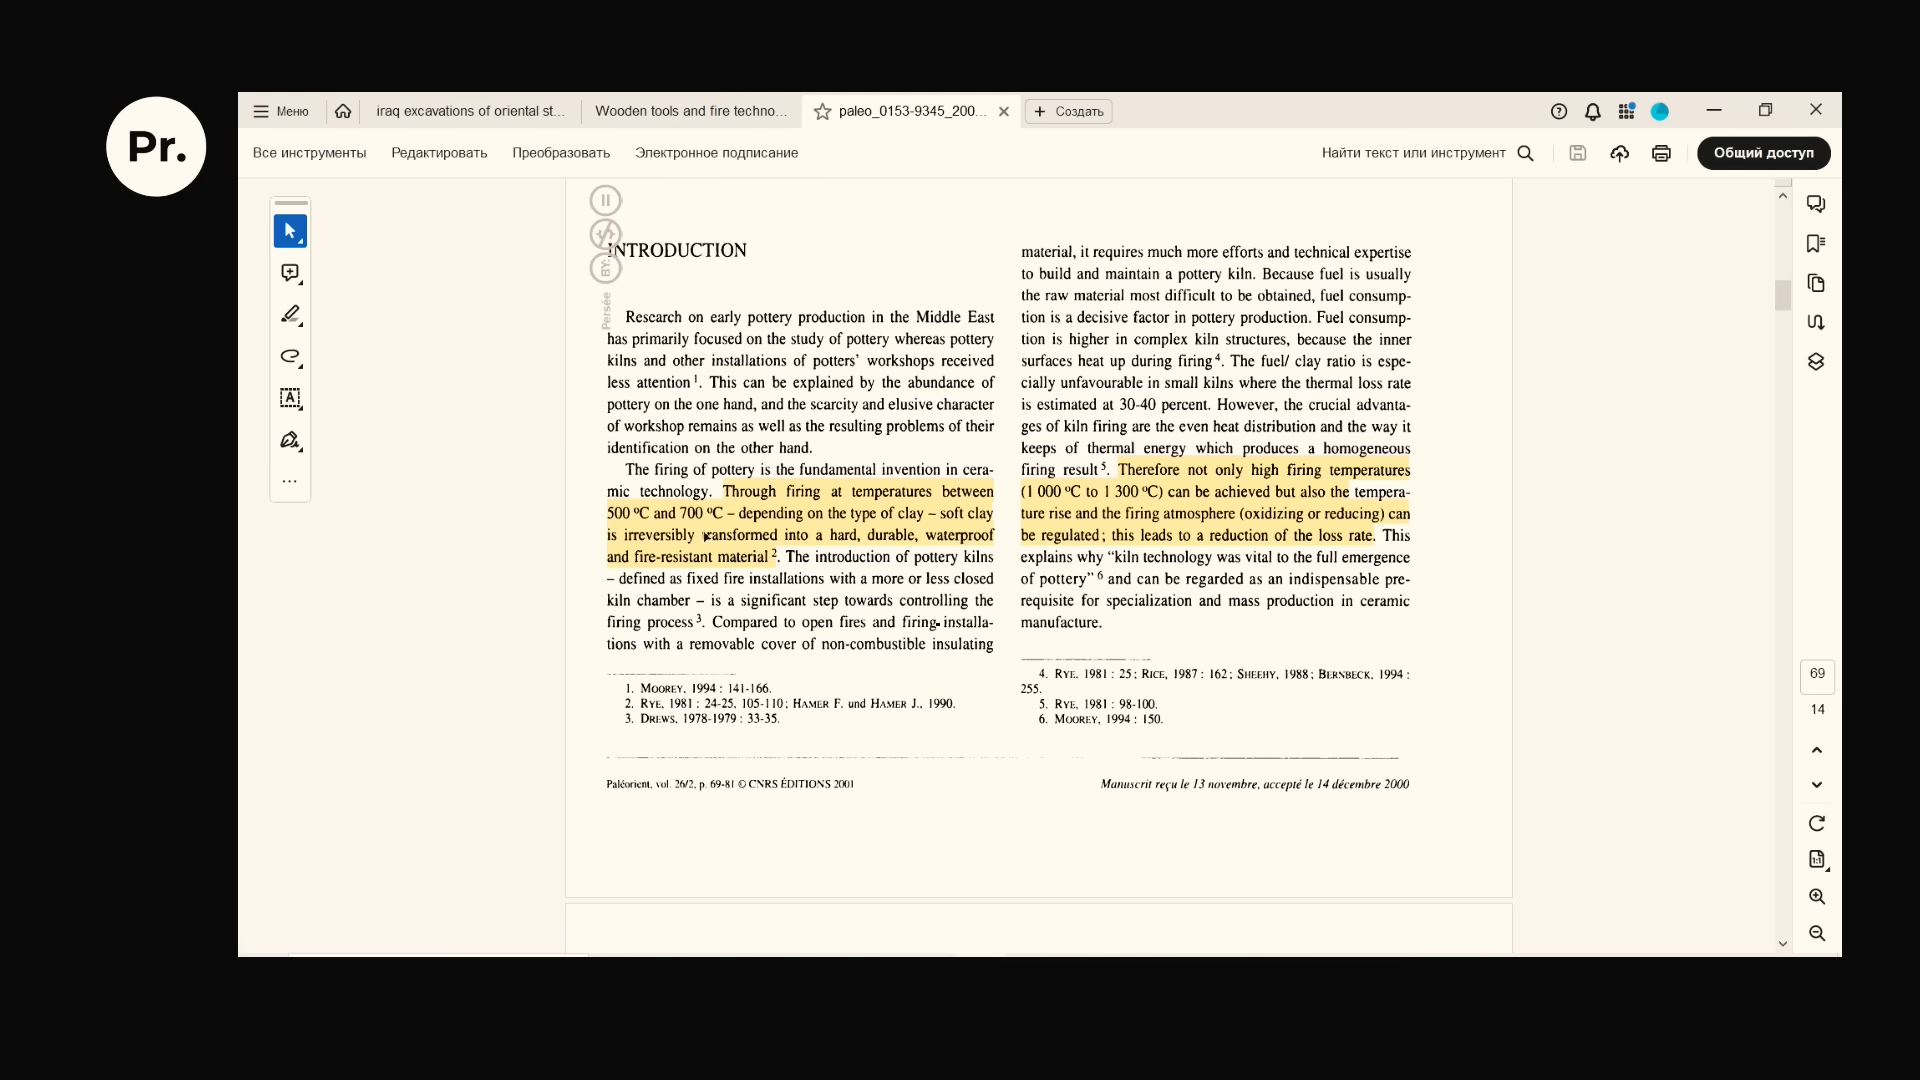 Pr.
Меню
iraq excavations of oriental st...
Wooden tools and fire techno...
paleo_0153-9345_200...
Создать
Все инструменты
Редактировать
Преобразовать
Электронное подписание
Найти текст или инструмент
Общий доступ
BY:
Persée
INTRODUCTION
Research on early pottery production in the Middle East
has primarily focused on the study of pottery whereas pottery
kilns and other installations of potters' workshops received
less attention 1. This can be explained by the abundance of
pottery on the one hand, and the scarcity and elusive character
of workshop remains as well as the resulting problems of their
identification on the other hand.
The firing of pottery is the fundamental invention in cera-
mic technology. Through firing at temperatures between
500 ºC and 700 ºC – depending on the type of clay – soft clay
is irreversibly transformed into a hard, durable, waterproof
and fire-resistant material 2. The introduction of pottery kilns
– defined as fixed fire installations with a more or less closed
kiln chamber – is a significant step towards controlling the
firing process 3. Compared to open fires and firing-installa-
tions with a removable cover of non-combustible insulating
1. MOOREY, 1994 : 141-166.
2. RYE, 1981 : 24-25, 105-110 ; HAMER F. und HAMER J., 1990.
3. DREWS, 1978-1979 : 33-35.
material, it requires much more efforts and technical expertise
to build and maintain a pottery kiln. Because fuel is usually
the raw material most difficult to be obtained, fuel consump-
tion is a decisive factor in pottery production. Fuel consump-
tion is higher in complex kiln structures, because the inner
surfaces heat up during firing 4. The fuel/ clay ratio is espe-
cially unfavourable in small kilns where the thermal loss rate
is estimated at 30-40 percent. However, the crucial advanta-
ges of kiln firing are the even heat distribution and the way it
keeps of thermal energy which produces a homogeneous
firing result 5. Therefore not only high firing temperatures
(1 000 ºC to 1 300 ºC) can be achieved but also the tempera-
ture rise and the firing atmosphere (oxidizing or reducing) can
be regulated ; this leads to a reduction of the loss rate. This
explains why “kiln technology was vital to the full emergence
of pottery” 6 and can be regarded as an indispensable pre-
requisite for specialization and mass production in ceramic
manufacture.
4. RYE, 1981 : 25 ; RICE, 1987 : 162 ; SHEEHY, 1988 ; BERNBECK, 1994 :
255.
5. RYE, 1981 : 98-100.
6. MOOREY, 1994 : 150.
Paléorient, vol. 26/2, p. 69-81 © CNRS ÉDITIONS 2001
Manuscrit reçu le 13 novembre, accepté le 14 décembre 2000
69
14